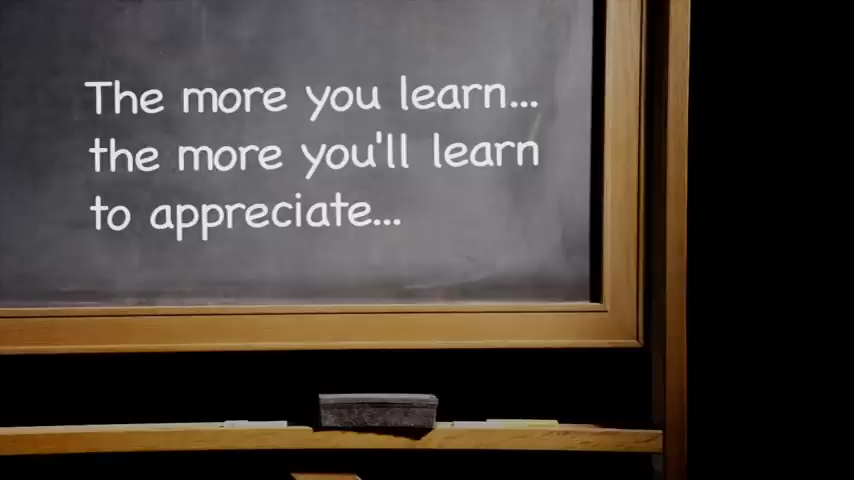 The more you learn...
the more you'll learn
to appreciate...